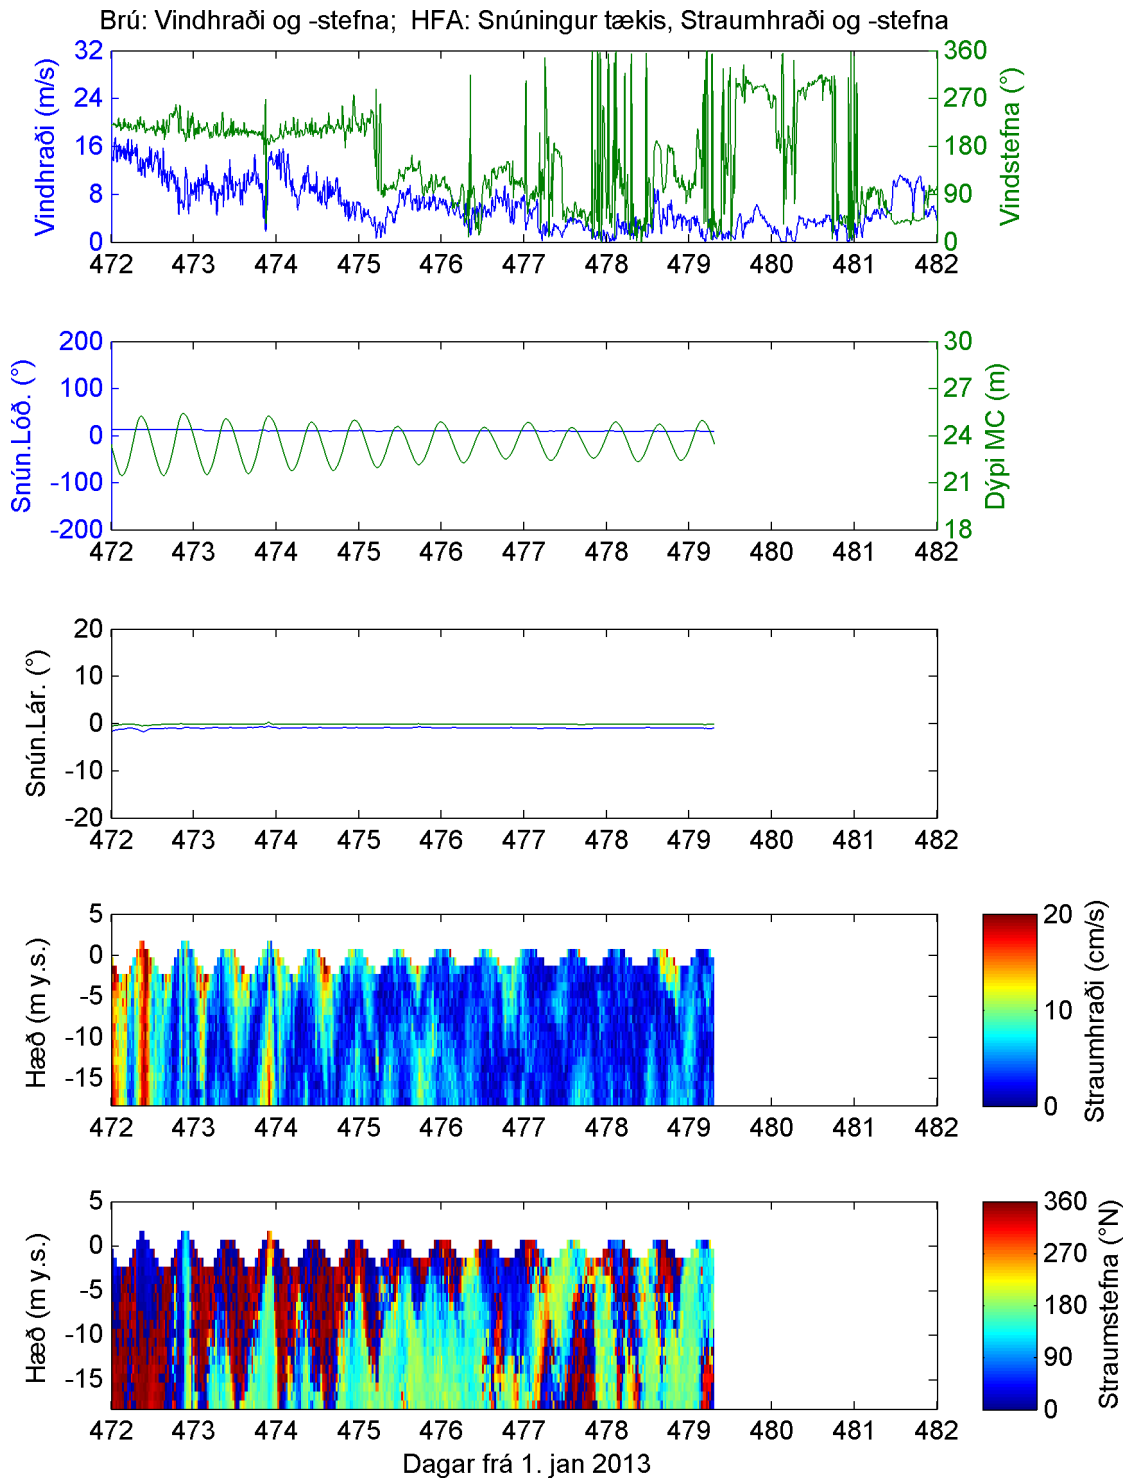 Brú: Vindhraði og -stefna;  HFA: Snúningur tækis, Straumhraði og -stefna
Vindhraði (m/s)
32
24
16
8
0
360
270
180
90
0
Vindstefna (°)
472 473 474 475 476 477 478 479 480 481 482
Snún.Lóð. (°)
200
100
0
-100
-200
30
27
24
21
18
Dýpi MC (m)
472 473 474 475 476 477 478 479 480 481 482
Snún.Lár. (°)
20
10
0
-10
-20
472 473 474 475 476 477 478 479 480 481 482
Hæð (m y.s.)
5
0
-5
-10
-15
472 473 474 475 476 477 478 479 480 481 482
20
10
0
Straumhraði (cm/s)
Hæð (m y.s.)
5
0
-5
-10
-15
472 473 474 475 476 477 478 479 480 481 482
360
270
180
90
0
Straumstefna (°N)
Dagar frá 1. jan 2013